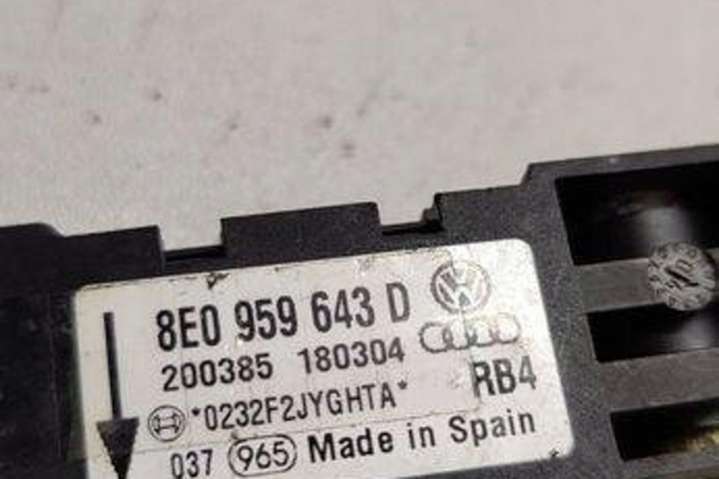 8E0 959 643 D
200385 180304
*0232F2JYGHTA* RB4
037 965 Made in Spain